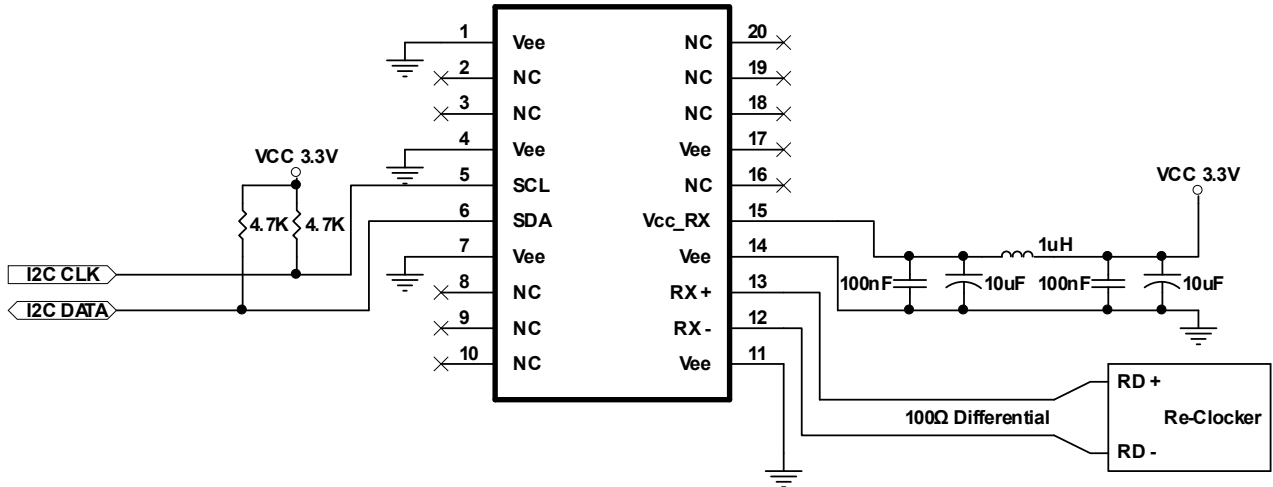 1 Vee NC 20
2 NC NC 19
3 NC NC 18
4 Vee Vee 17
VCC 3.3V
5 SCL NC 16
VCC 3.3V
4.7K 4.7K
6 SDA Vcc_RX 15
7 Vee Vee 14
1uH
I2C CLK
100nF 10uF 100nF 10uF
8 NC RX+ 13
I2C DATA
9 NC RX- 12
10 NC Vee 11
RD +
100Ω Differential
Re-Clocker
RD -